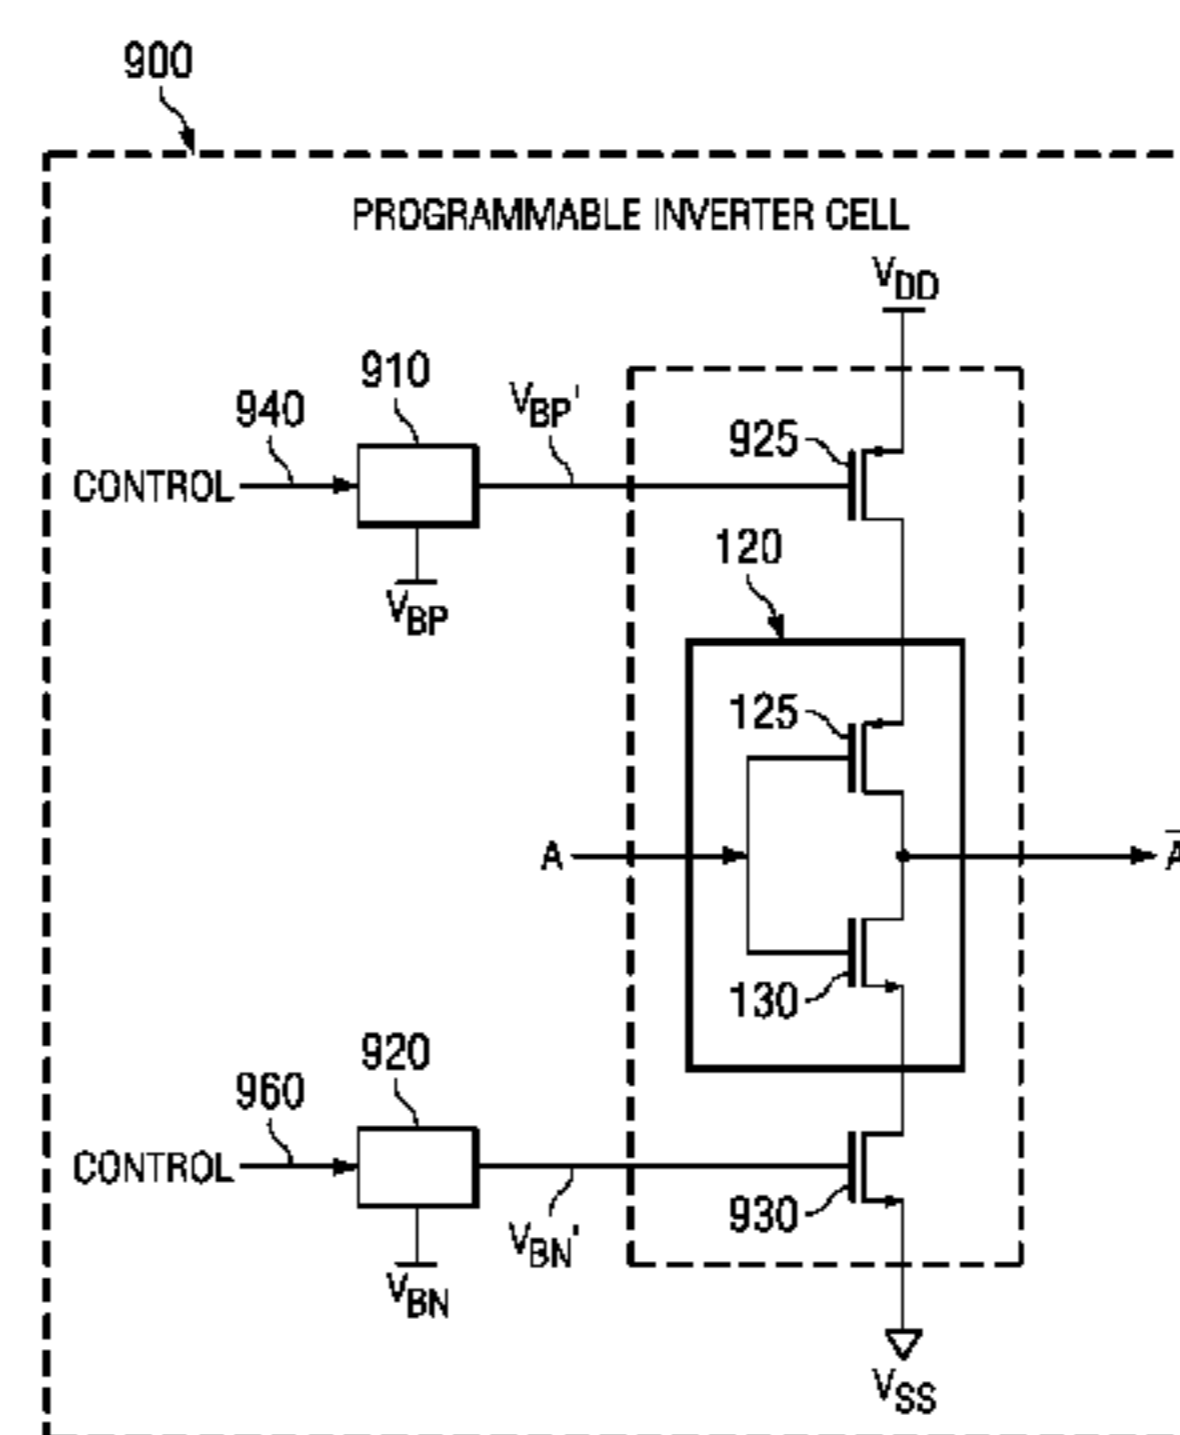 900
PROGRAMMABLE INVERTER CELL
VDD
910
VBP'
940
925
CONTROL
VBP
120
125
A
A̅
130
920
960
CONTROL
930
VBN'
VBN
VSS